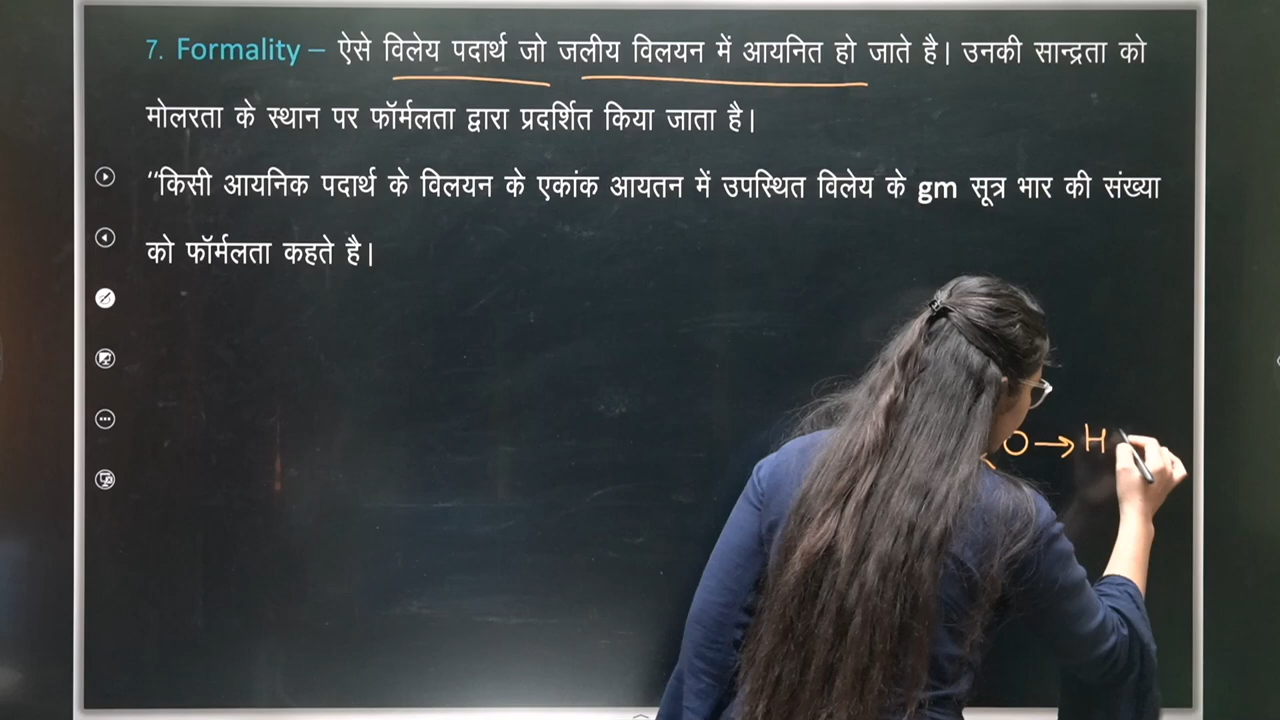 7. Formality – ऐसे विलेय पदार्थ जो जलीय विलयन में आयनित हो जाते है। उनकी सान्द्रता को
मोलरता के स्थान पर फॉर्मलता द्वारा प्रदर्शित किया जाता है।
“किसी आयनिक पदार्थ के विलयन के एकांक आयतन में उपस्थित विलेय के gm सूत्र भार की संख्या
को फॉर्मलता कहते है।
O → H